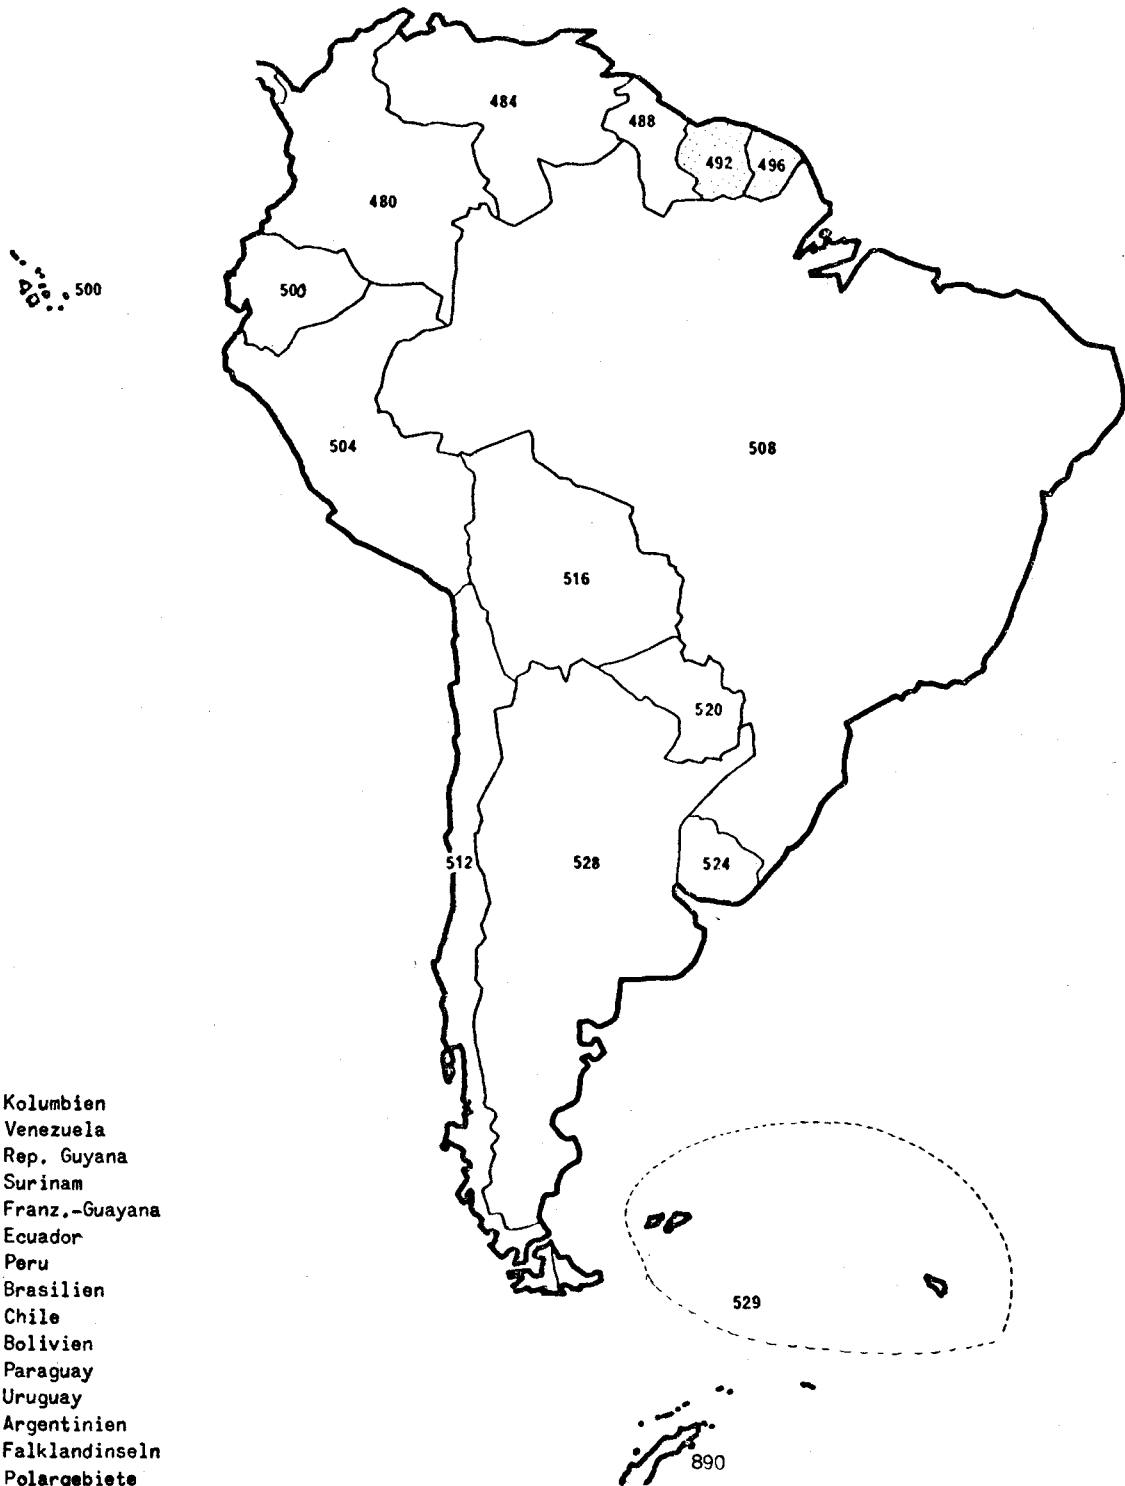 484
488
492
496
480
500
500
504
508
516
520
512
528
524
529
890
Kolumbien
Venezuela
Rep. Guyana
Surinam
Franz.-Guayana
Ecuador
Peru
Brasilien
Chile
Bolivien
Paraguay
Uruguay
Argentinien
Falklandinseln
Polargebiete